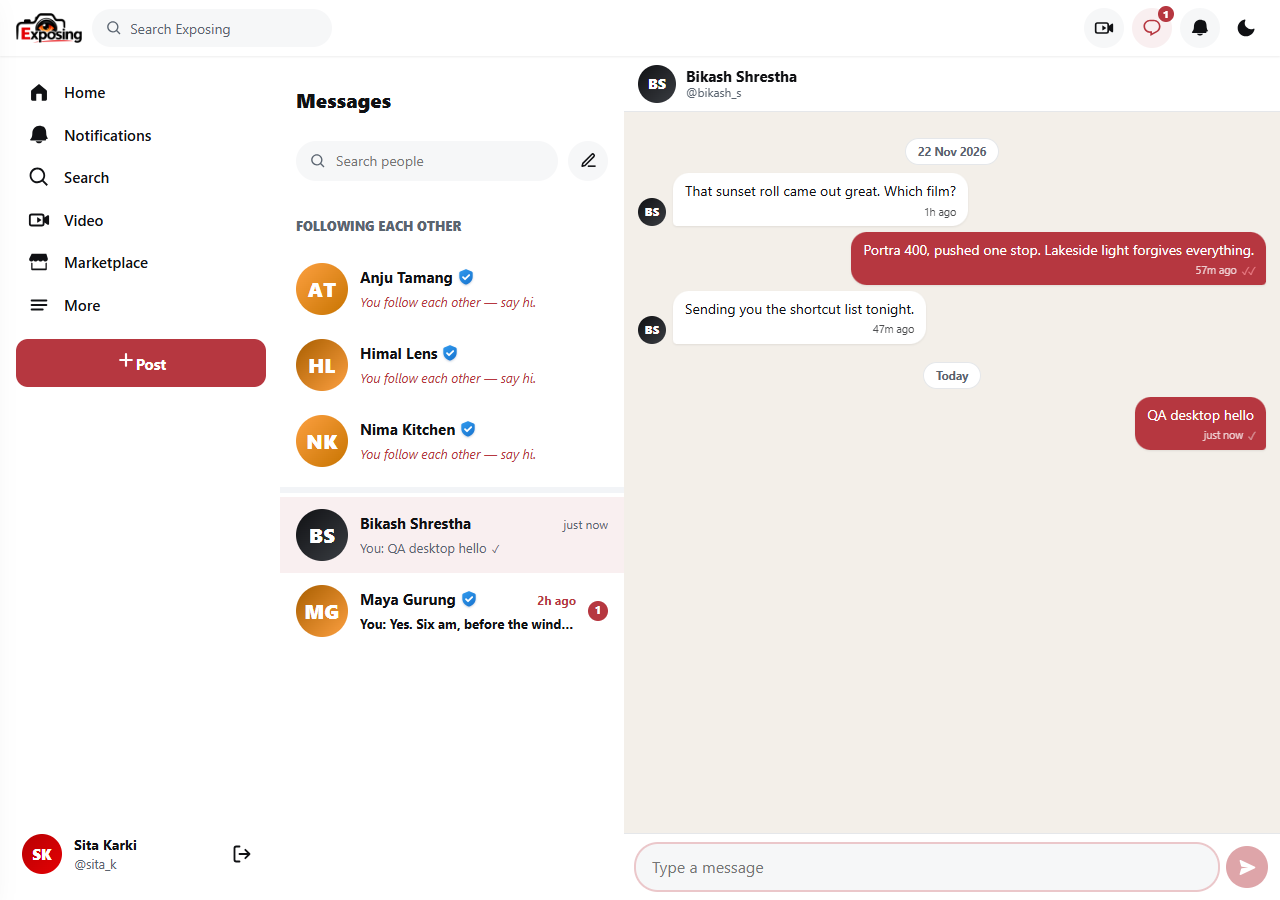 Exposing
Search Exposing
1
Home
Notifications
Search
Video
Marketplace
More
+ Post
SK
Sita Karki
@sita_k
Messages
Search people
FOLLOWING EACH OTHER
AT
Anju Tamang
You follow each other — say hi.
HL
Himal Lens
You follow each other — say hi.
NK
Nima Kitchen
You follow each other — say hi.
BS
Bikash Shrestha
just now
You: QA desktop hello ✓
MG
Maya Gurung
2h ago
You: Yes. Six am, before the wind...
1
BS
Bikash Shrestha
@bikash_s
22 Nov 2026
BS
That sunset roll came out great. Which film?
1h ago
Portra 400, pushed one stop. Lakeside light forgives everything.
57m ago ✓✓
BS
Sending you the shortcut list tonight.
47m ago
Today
QA desktop hello
just now ✓
Type a message